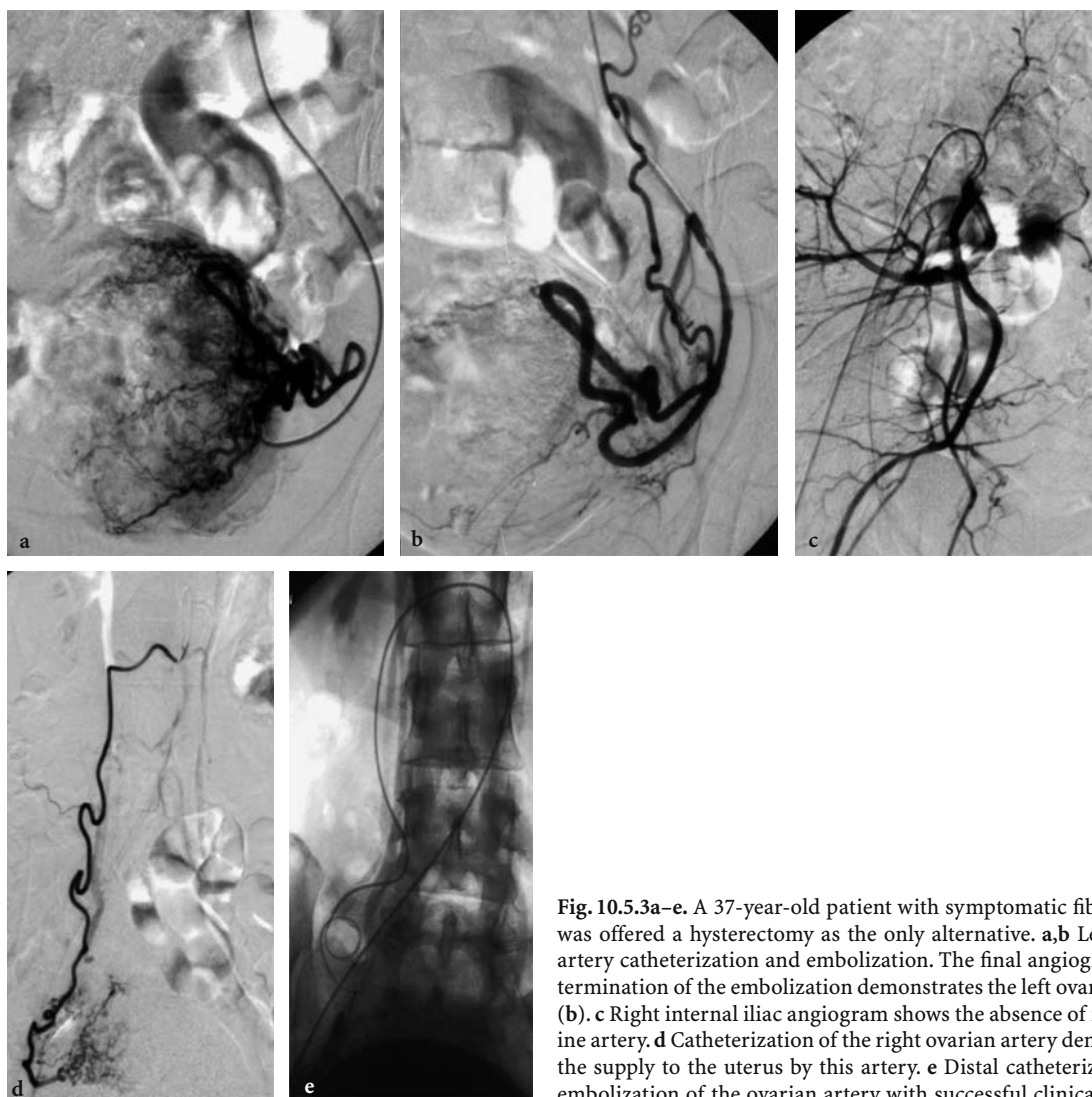 a
b
c
d
e
Fig. 10.5.3a–e. A 37-year-old patient with symptomatic fib
was offered a hysterectomy as the only alternative. a,b Le
artery catheterization and embolization. The final angiog
termination of the embolization demonstrates the left ovar
(b). c Right internal iliac angiogram shows the absence of
ine artery. d Catheterization of the right ovarian artery den
the supply to the uterus by this artery. e Distal catheteriz
embolization of the ovarian artery with successful clinica